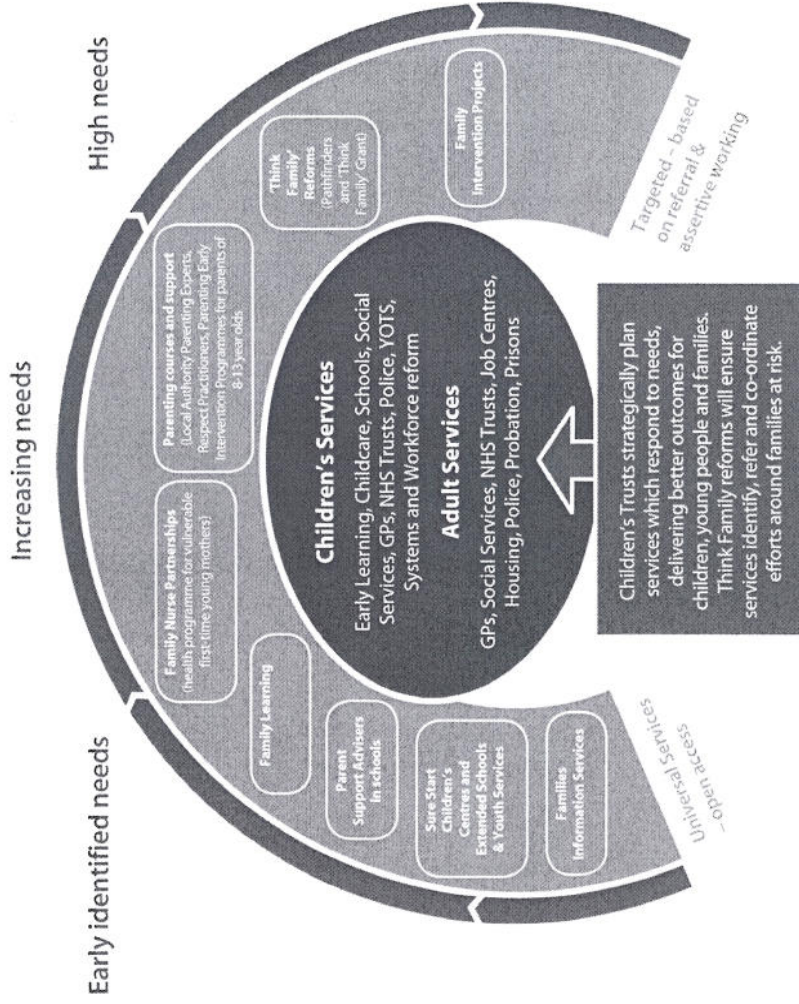 Early identified needs
Increasing needs
High needs
Families
Information Services
Sure Start
Children's
Centres and
Extended Schools
& Youth Services
Parent
Support Advisers
in schools
Family Learning
Family Nurse Partnerships
(health programme for vulnerable
first-time young mothers)
Parenting courses and support
(Local Authority Parenting Experts,
Respect Practitioners, Parenting Early
Intervention Programmes for parents of
8-13 year olds
'Think
Family'
Reforms
(Pathfinders
and 'Think
Family' Grant)
Family
Intervention Projects
Children's Services
Early Learning, Childcare, Schools, Social
Services, GPs, NHS Trusts, Police, YOTS,
Systems and Workforce reform
Adult Services
GPs, Social Services, NHS Trusts, Job Centres,
Housing, Police, Probation, Prisons
Universal Services
– open access
Targeted – based
on referral &
assertive working
Children's Trusts strategically plan
services which respond to needs,
delivering better outcomes for
children, young people and families.
Think Family reforms will ensure
services identify, refer and co-ordinate
efforts around families at risk.